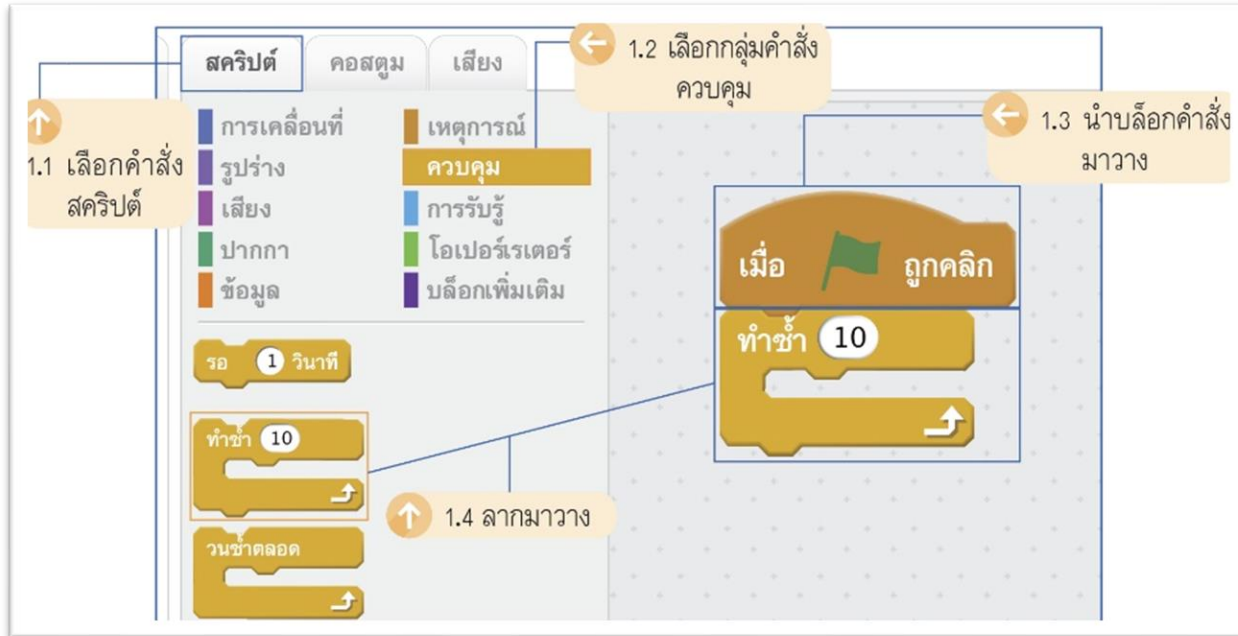 สคริปต์ คอสตูม เสียง
1.2 เลือกกลุ่มคำสั่ง
ควบคุม
1.1 เลือกคำสั่ง
สคริปต์
1.3 นำบล็อกคำสั่ง
มาวาง
การเคลื่อนที่ เหตุการณ์
รูปร่าง ควบคุม
เสียง การรับรู้
ปากกา โอเปอร์เรเตอร์
ข้อมูล บล็อกเพิ่มเติม
เมื่อ ถูกคลิก
ทำซ้ำ 10
รอ 1 วินาที
ทำซ้ำ 10
1.4 ลากมาวาง
วนซ้ำตลอด